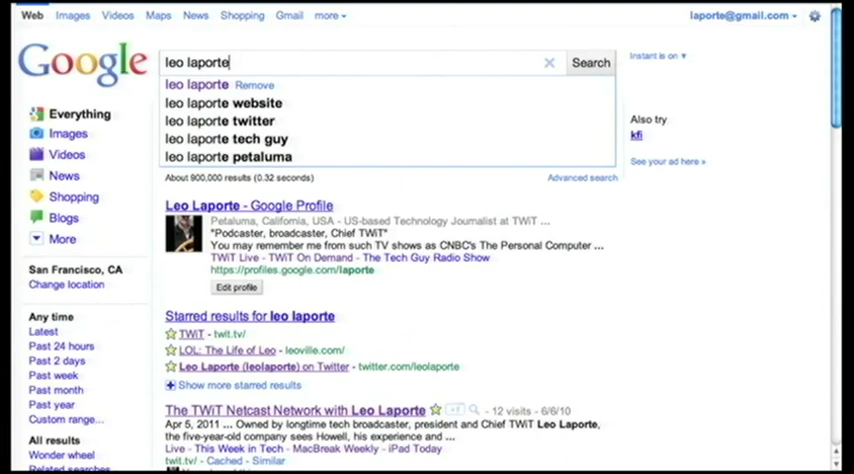 Web Images Videos Maps News Shopping Gmail more laporte@gmail.com
Google
leo laporte Search
Instant is on
leo laporte Remove
leo laporte website
leo laporte twitter
leo laporte tech guy
leo laporte petaluma
About 900,000 results (0.32 seconds) Advanced search
Also try
kfi
See your ad here »
Everything
Images
Videos
News
Shopping
Blogs
More
San Francisco, CA
Change location
Any time
Latest
Past 24 hours
Past 2 days
Past week
Past month
Past year
Custom range...
All results
Wonder wheel
Related searches
Leo Laporte - Google Profile
Petaluma, California, USA - US-based Technology Journalist at TWiT ...
"Podcaster, broadcaster, Chief TWiT"
You may remember me from such TV shows as CNBC's The Personal Computer ...
TWiT Live - TWiT On Demand - The Tech Guy Radio Show
https://profiles.google.com/laporte
Edit profile
Starred results for leo laporte
TWiT - twit.tv/
LOL: The Life of Leo - leoville.com/
Leo Laporte (leolaporte) on Twitter - twitter.com/leolaporte
Show more starred results
The TWiT Netcast Network with Leo Laporte +1 - 12 visits - 6/6/10
Apr 5, 2011 ... Owned by longtime tech broadcaster, president and Chief TWiT Leo Laporte,
the five-year-old company sees Howell, his experience and ...
Live - This Week in Tech - MacBreak Weekly - iPad Today
twit.tv/ - Cached - Similar